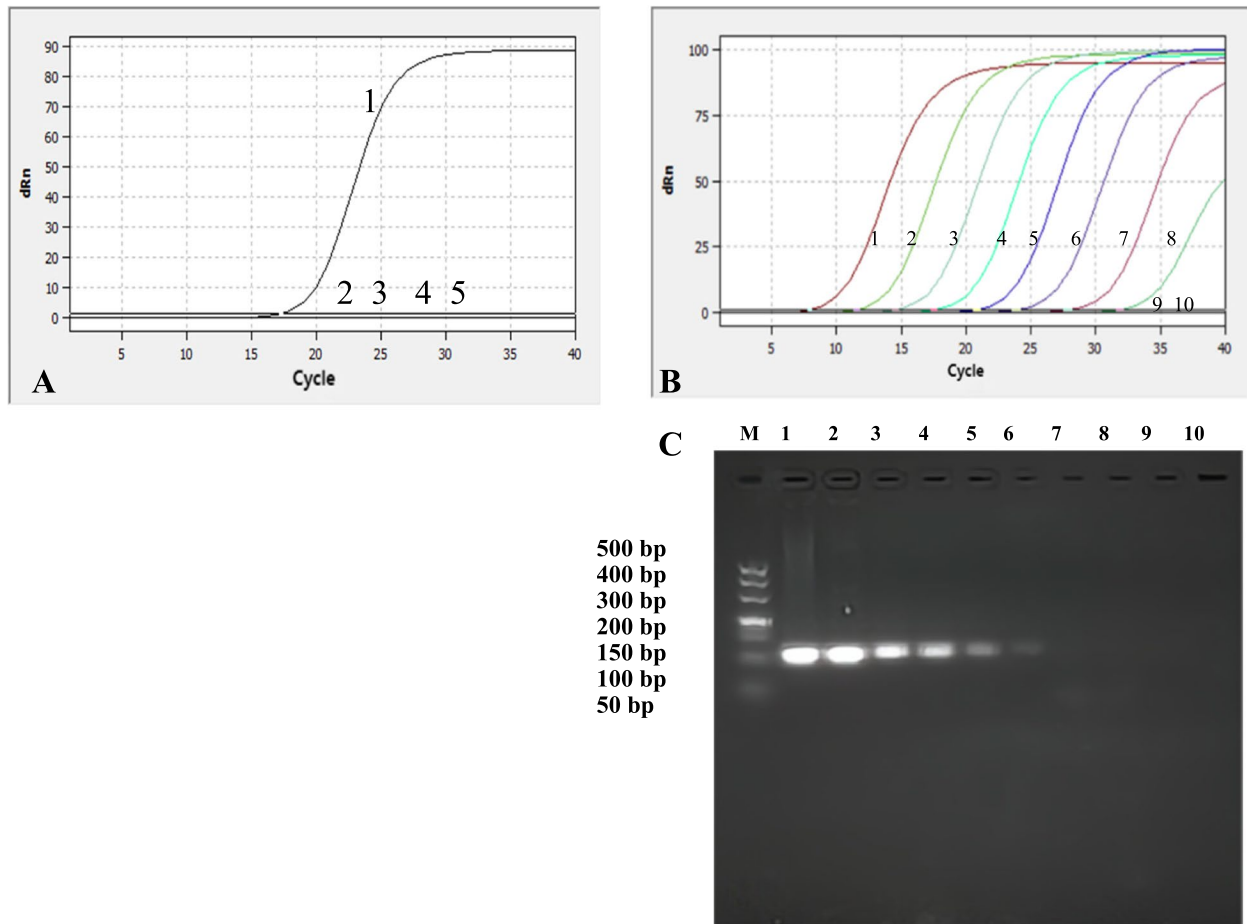 90
80
70
60
50
40
30
20
10
0
dRn
1
2 3 4 5
5 10 15 20 25 30 35 40
Cycle
A
100
75
50
25
0
dRn
1 2 3 4 5 6 7 8
9 10
5 10 15 20 25 30 35 40
Cycle
B
C
M 1 2 3 4 5 6 7 8 9 10
500 bp
400 bp
300 bp
200 bp
150 bp
100 bp
50 bp